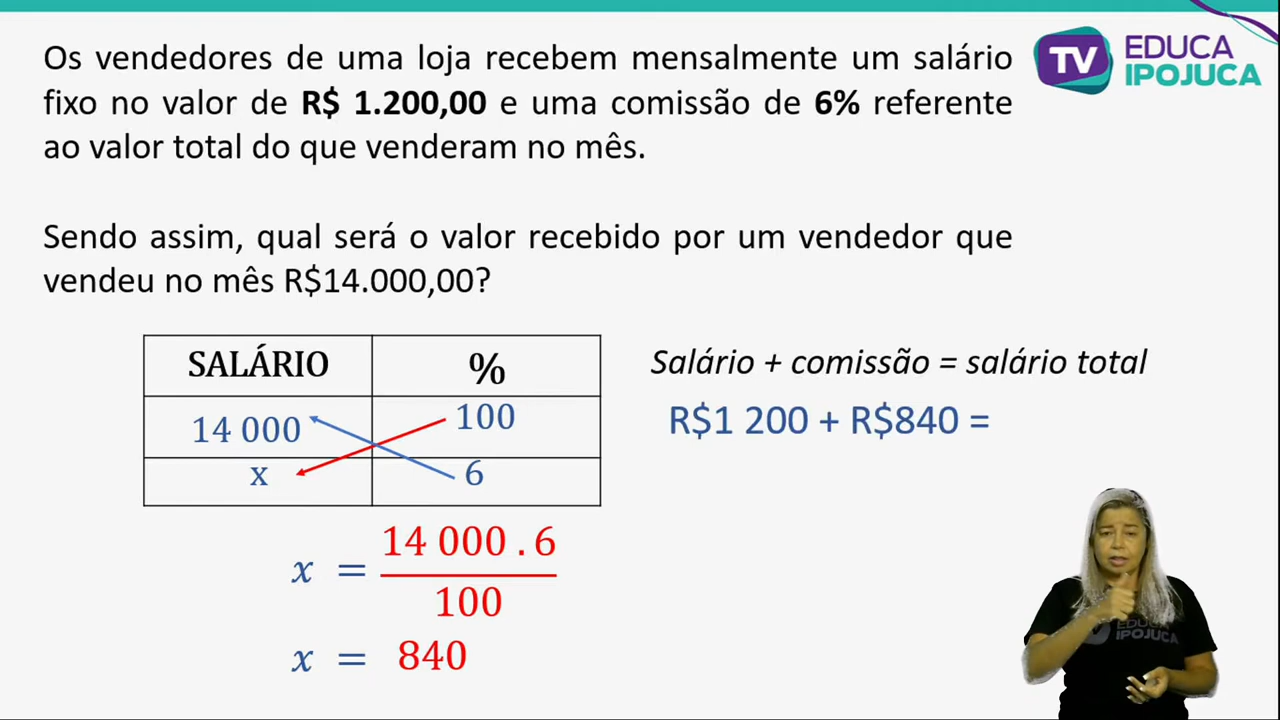 Os vendedores de uma loja recebem mensalmente um salário
fixo no valor de R$ 1.200,00 e uma comissão de 6% referente
ao valor total do que venderam no mês.
TV EDUCA
IPOJUCA
Sendo assim, qual será o valor recebido por um vendedor que
vendeu no mês R$14.000,00?
SALÁRIO %
14 000 100
x 6
x = 14 000 . 6
100
x = 840
Salário + comissão = salário total
R$1 200 + R$840 =
EDUCA
IPOJUCA